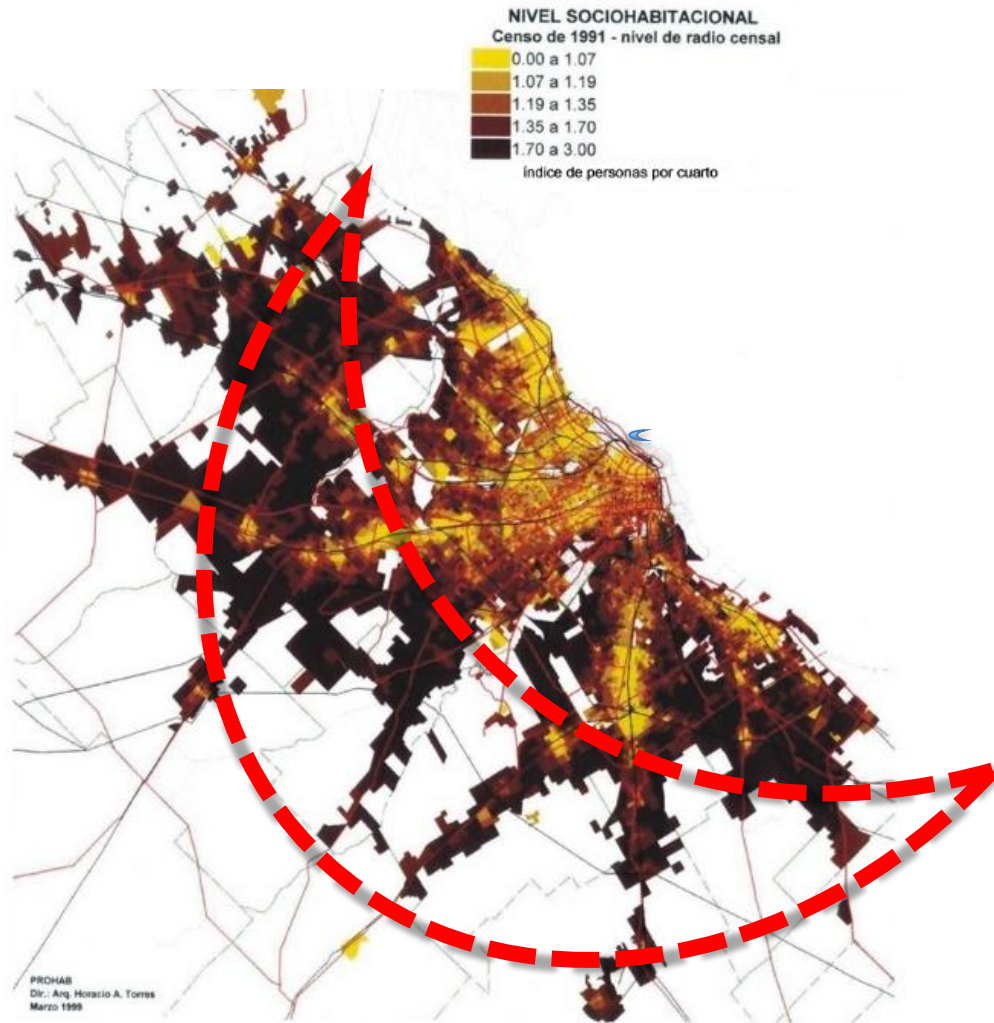 NIVEL SOCIOHABITACIONAL
Censo de 1991 - nivel de radio censal
0.00 a 1.07
1.07 a 1.19
1.19 a 1.35
1.35 a 1.70
1.70 a 3.00
índice de personas por cuarto
PROHAB
Dir.: Arq. Horacio A. Torres
Marzo 1999